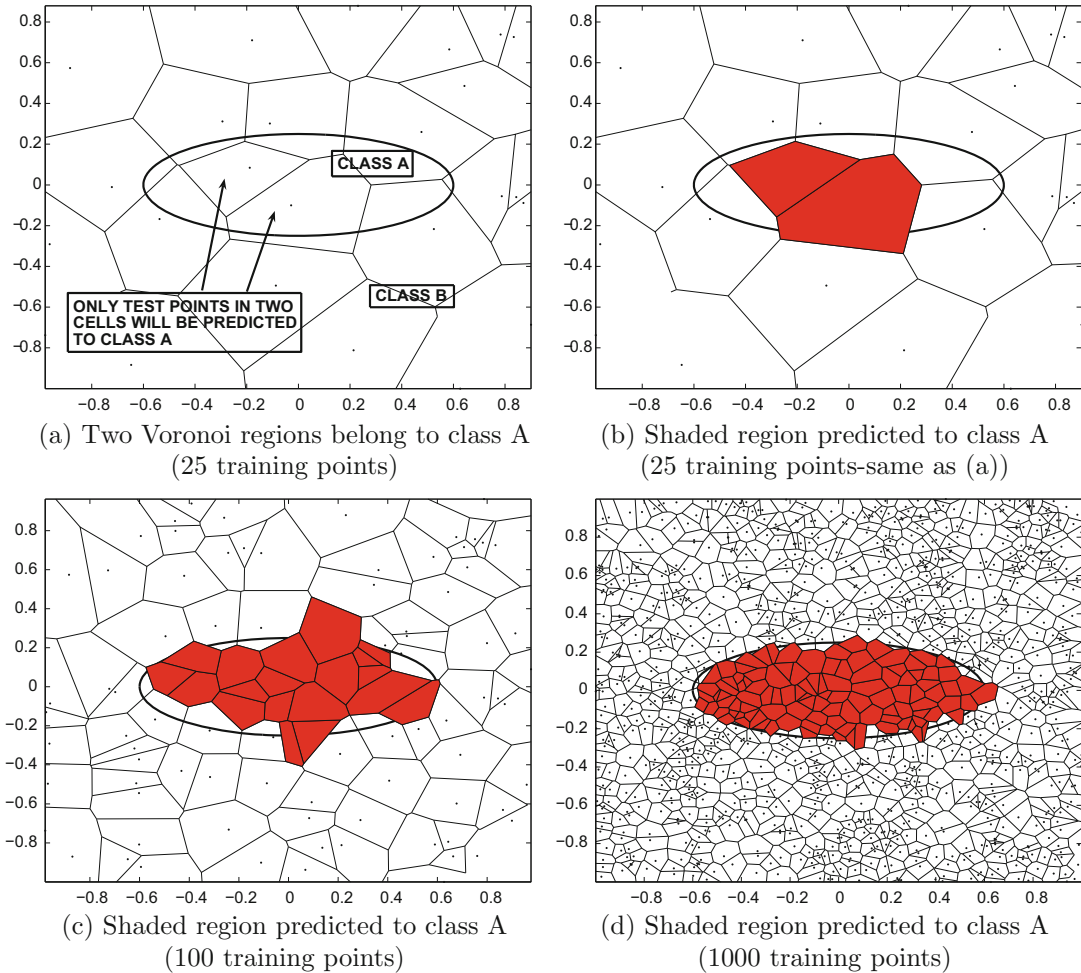 0.8
0.6
0.4
0.2
0
−0.2
−0.4
−0.6
−0.8
−0.8 −0.6 −0.4 −0.2 0 0.2 0.4 0.6 0.8
CLASS A
CLASS B
ONLY TEST POINTS IN TWO
CELLS WILL BE PREDICTED
TO CLASS A
(a) Two Voronoi regions belong to class A
(25 training points)
0.8
0.6
0.4
0.2
0
−0.2
−0.4
−0.6
−0.8
−0.8 −0.6 −0.4 −0.2 0 0.2 0.4 0.6 0.8
(b) Shaded region predicted to class A
(25 training points-same as (a))
0.8
0.6
0.4
0.2
0
−0.2
−0.4
−0.6
−0.8
−0.8 −0.6 −0.4 −0.2 0 0.2 0.4 0.6 0.8
(c) Shaded region predicted to class A
(100 training points)
0.8
0.6
0.4
0.2
0
−0.2
−0.4
−0.6
−0.8
−0.8 −0.6 −0.4 −0.2 0 0.2 0.4 0.6 0.8
(d) Shaded region predicted to class A
(1000 training points)